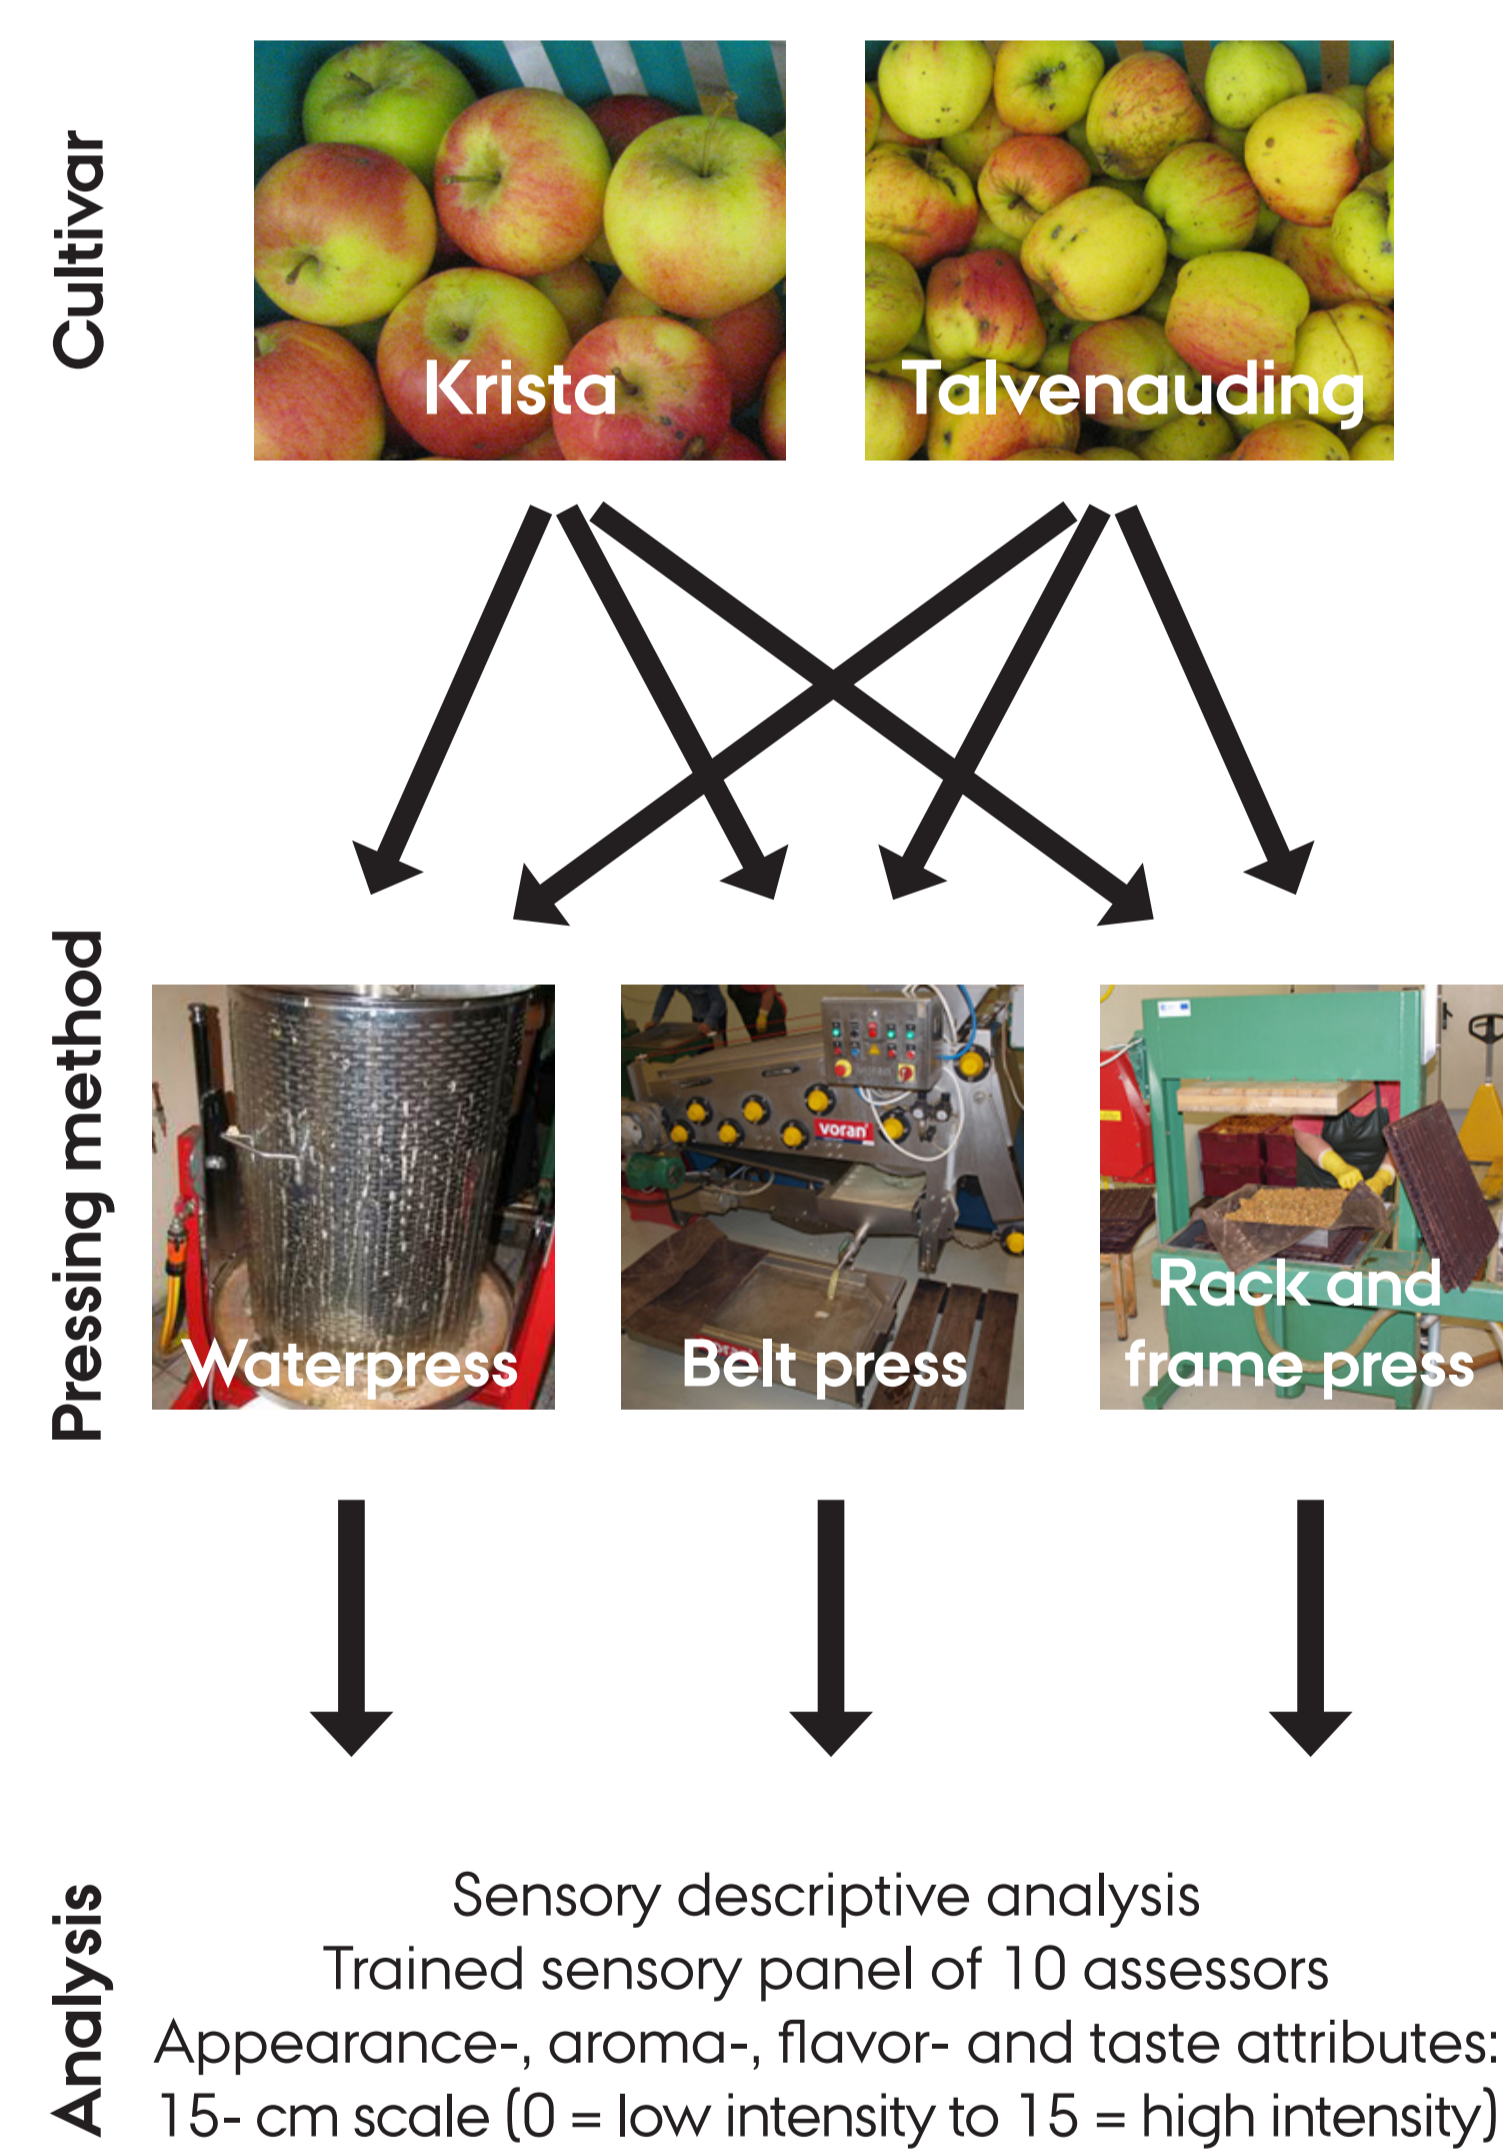 Cultivar
Krista
Talvenauding
Pressing method
voran
voran
Waterpress
Belt press
Rack and
frame press
Analysis
Sensory descriptive analysis
Trained sensory panel of 10 assessors
Appearance-, aroma-, flavor- and taste attributes:
15- cm scale (0 = low intensity to 15 = high intensity)